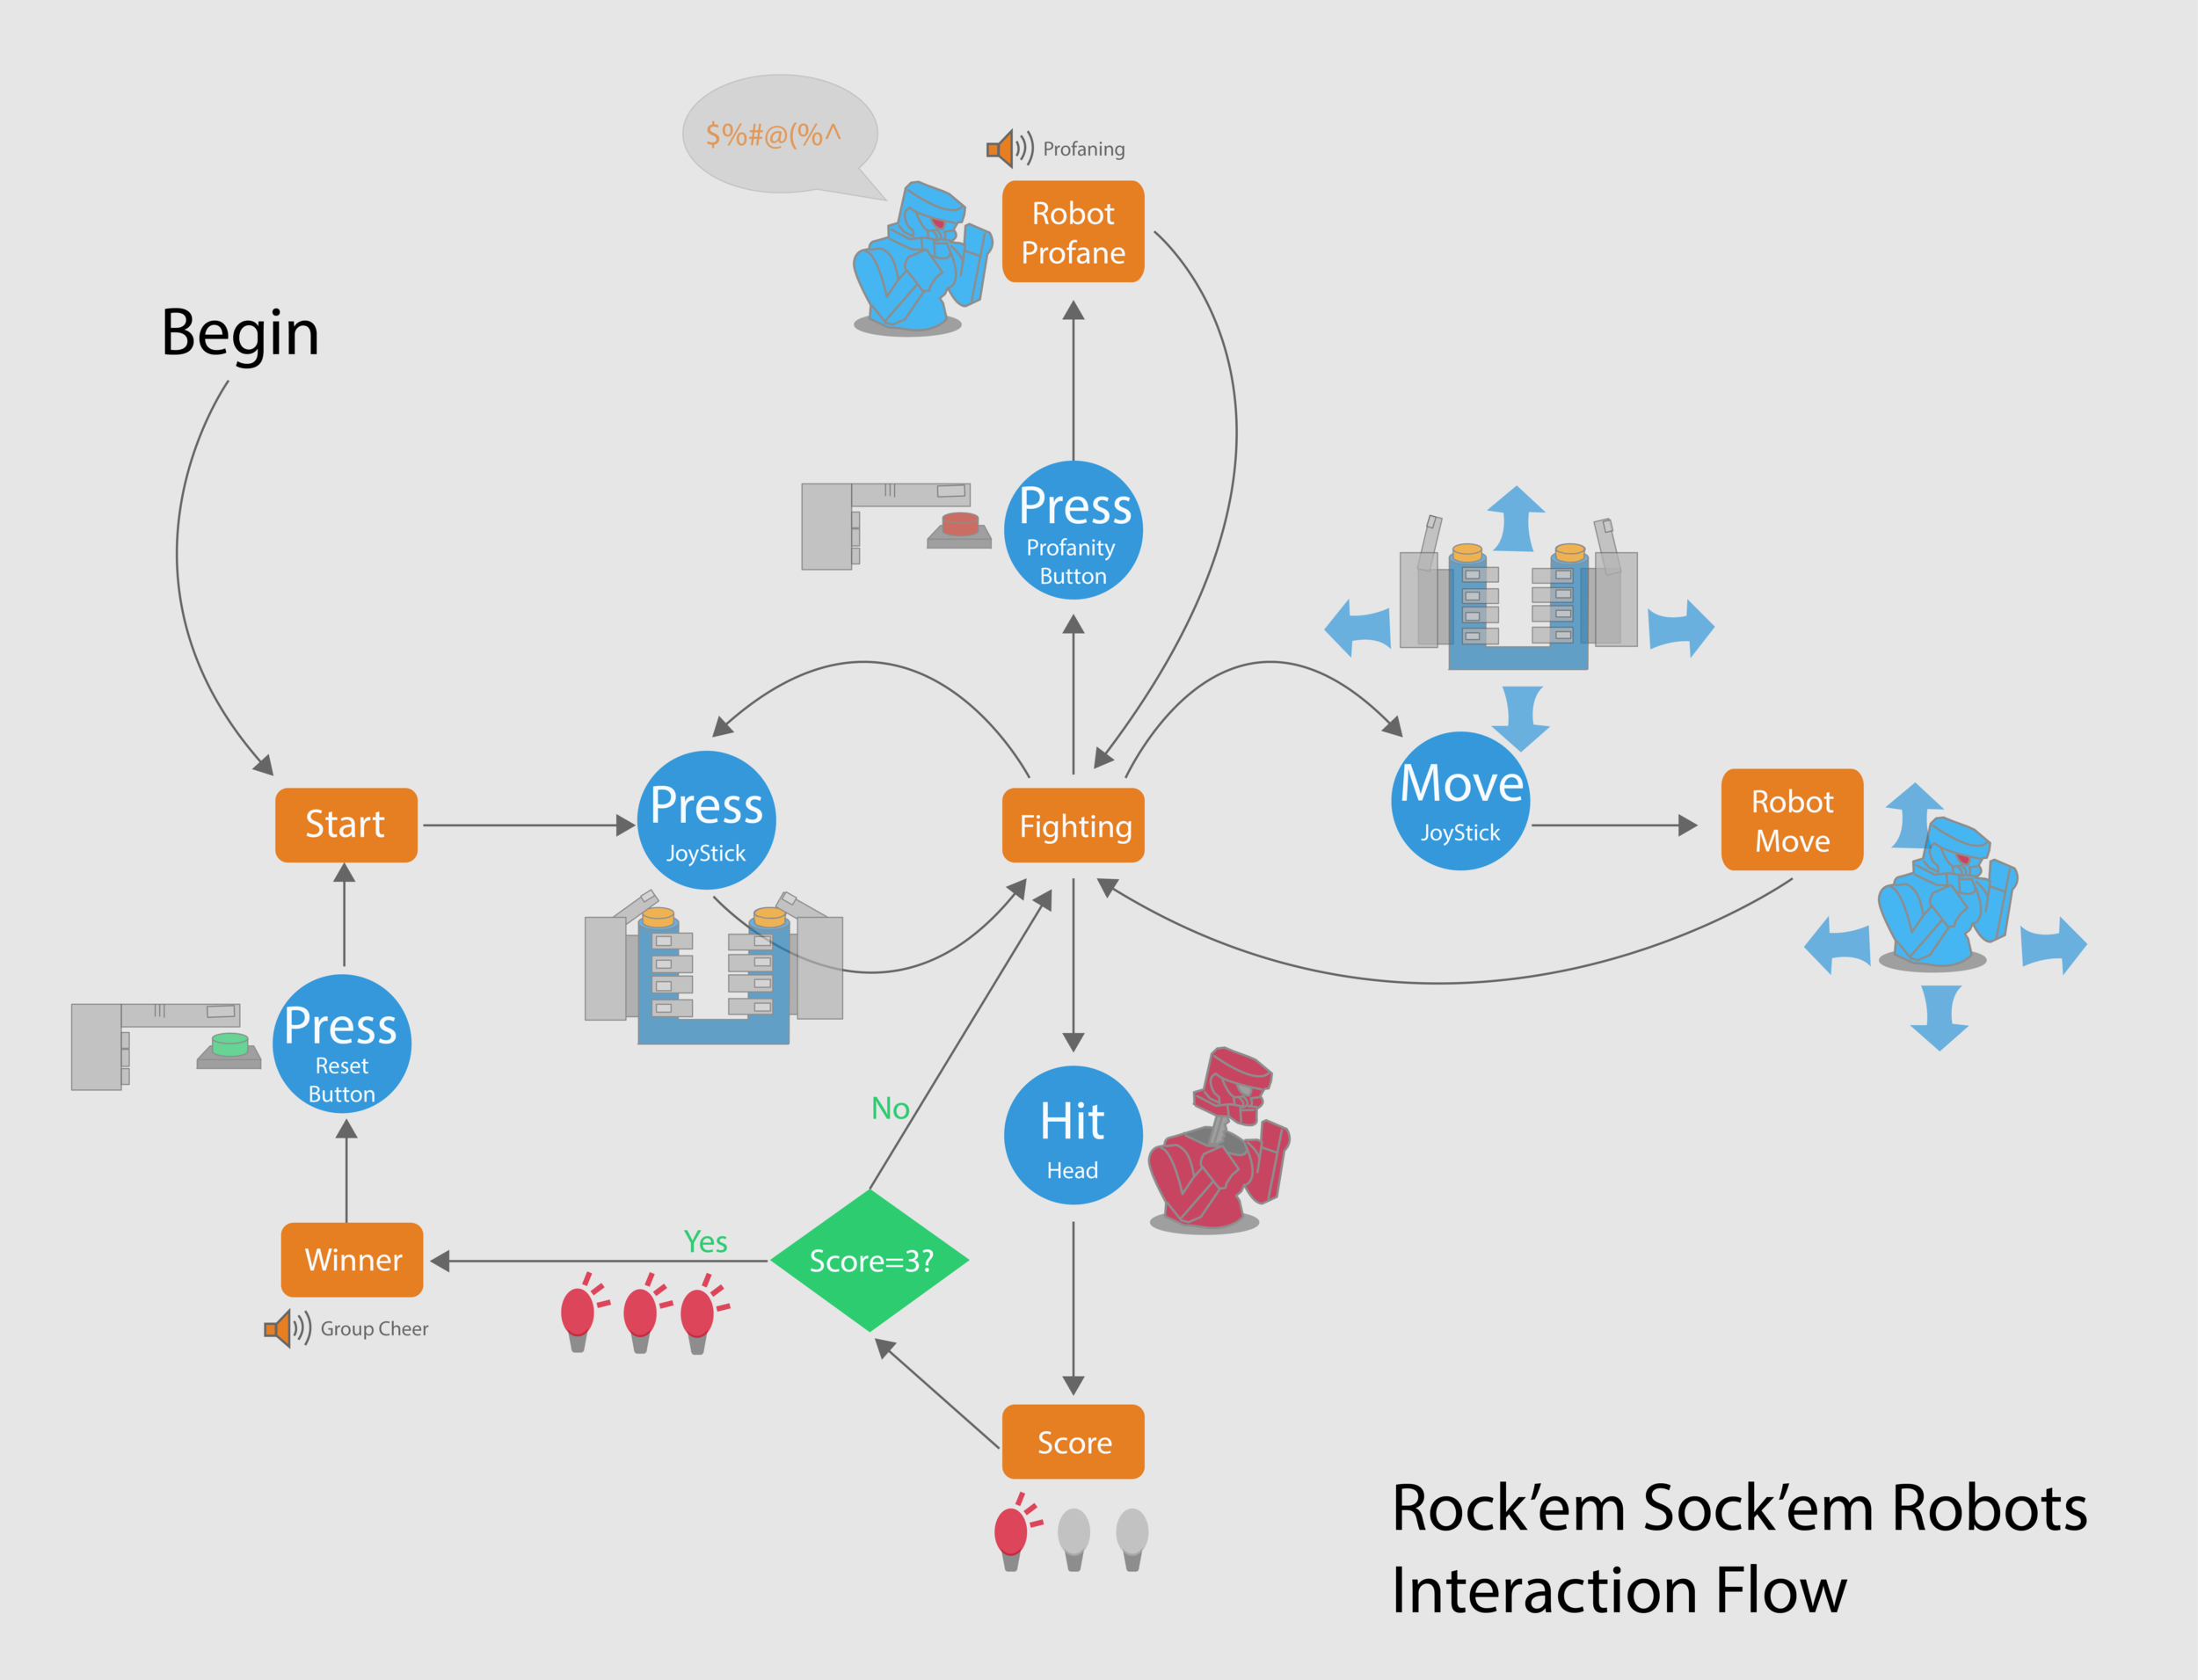 $%#@(%^
Profaning
Robot
Profane
Begin
Press
Profanity
Button
Start
Press
JoyStick
Fighting
Move
JoyStick
Robot
Move
Press
Reset
Button
No
Hit
Head
Yes
Winner
Score=3?
Group Cheer
Score
Rock’em Sock’em Robots
Interaction Flow